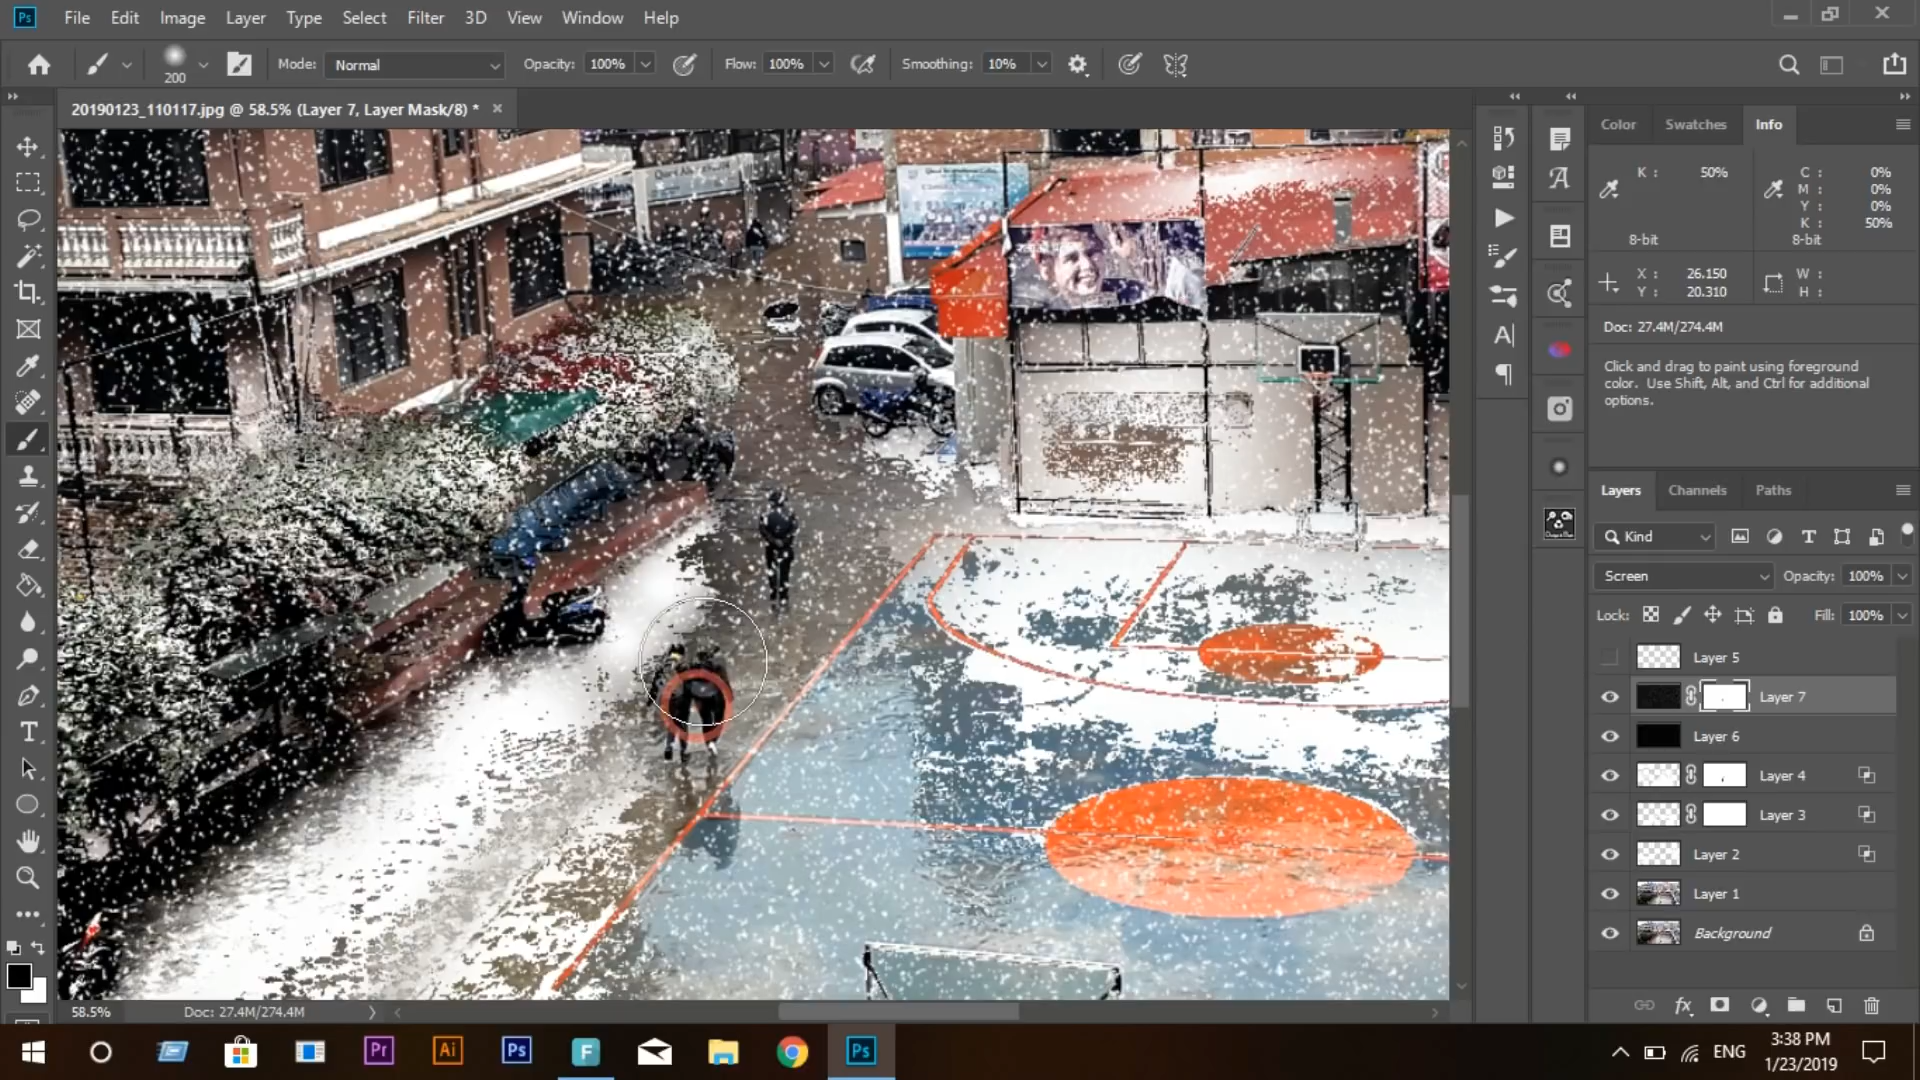 Ps File Edit Image Layer Type Select Filter 3D View Window Help
200 Mode: Normal Opacity: 100% Flow: 100% Smoothing: 10%
20190123_110117.jpg @ 58.5% (Layer 7, Layer Mask/8) *
Color Swatches Info
K : 50% C : 0%
M : 0%
Y : 0%
K : 50%
8-bit 8-bit
X : 26.150 W :
Y : 20.310 H :
Doc: 27.4M/274.4M
Click and drag to paint using foreground
color. Use Shift, Alt, and Ctrl for additional
options.
Layers Channels Paths
Kind
Screen Opacity: 100%
Lock: Fill: 100%
Layer 5
Layer 7
Layer 6
Layer 4
Layer 3
Layer 2
Layer 1
Background
58.5% Doc: 27.4M/274.4M
fx
Pr Ai Ps F Ps
ENG 3:38 PM
1/23/2019